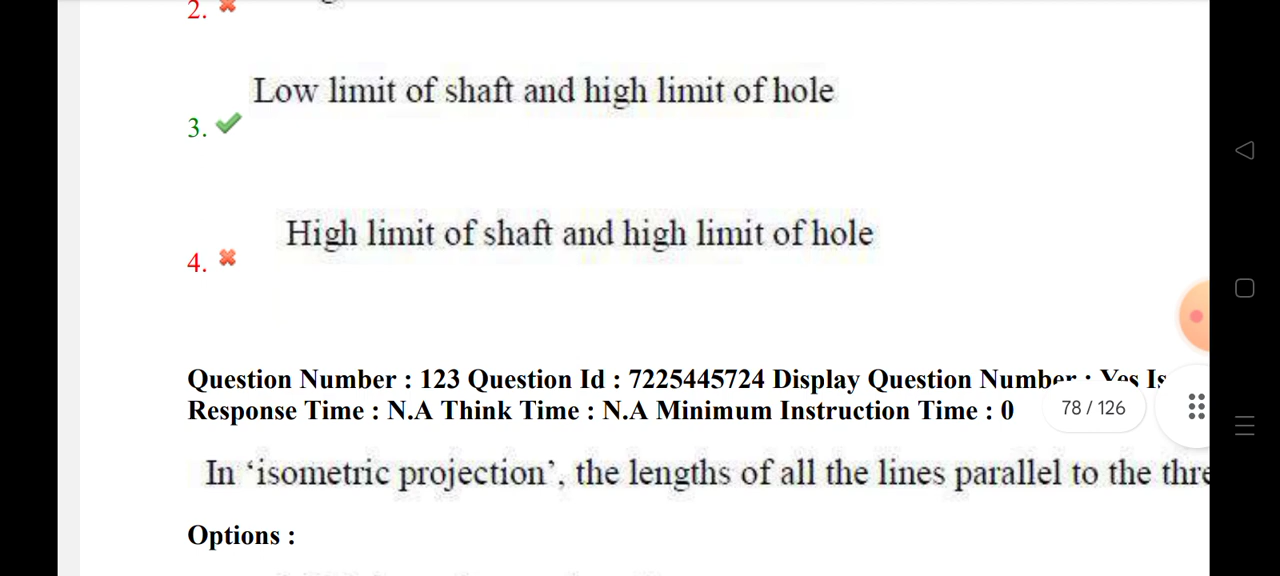 2.
Low limit of shaft and high limit of hole
3.
High limit of shaft and high limit of hole
4.
Question Number : 123 Question Id : 7225445724 Display Question Number : Yes Is
Response Time : N.A Think Time : N.A Minimum Instruction Time : 0
78 / 126
In ‘isometric projection’, the lengths of all the lines parallel to the
Options :